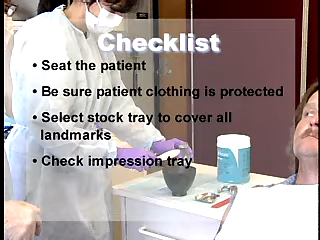 Checklist
• Seat the patient
• Be sure patient clothing is protected
• Select stock tray to cover all
landmarks
• Check impression tray